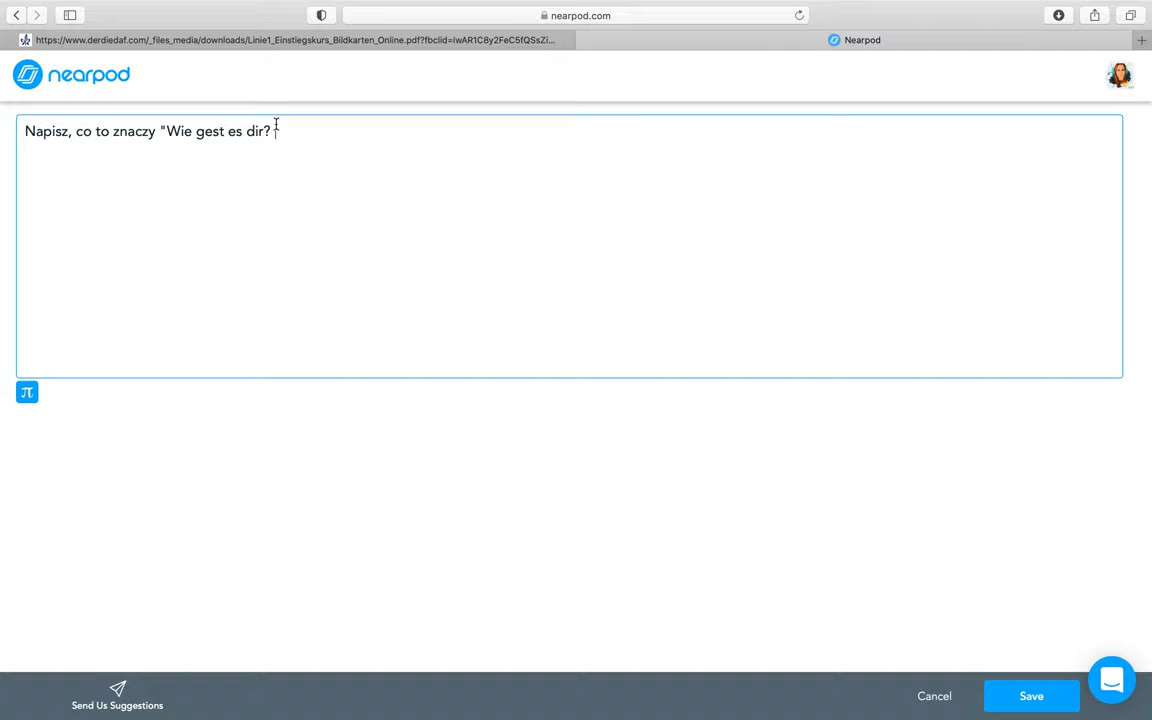 nearpod.com
https://www.derdiedaf.com/_files_media/downloads/Linie1_Einstiegskurs_Bildkarten_Online.pdf?fbclid=IwAR1C8y2FeC5fQSsZi...
Nearpod
nearpod
Napisz, co to znaczy "Wie gest es dir?
π
Send Us Suggestions
Cancel
Save